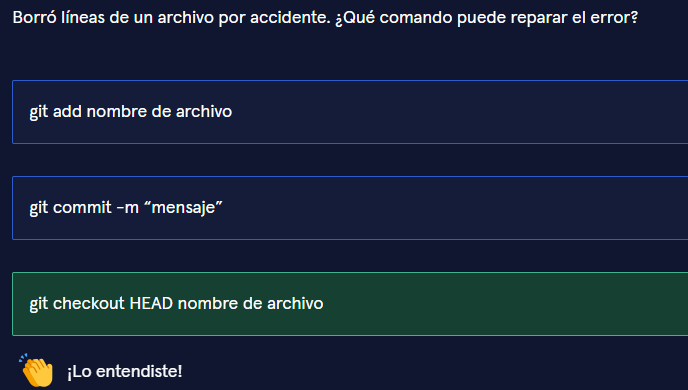 Borró líneas de un archivo por accidente. ¿Qué comando puede reparar el error?
git add nombre de archivo
git commit -m “mensaje”
git checkout HEAD nombre de archivo
¡Lo entendiste!